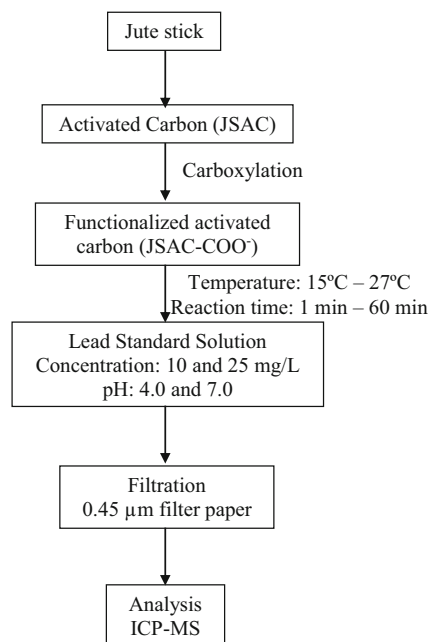 Jute stick
Activated Carbon (JSAC)
Carboxylation
Functionalized activated
carbon (JSAC-COO⁻)
Temperature: 15ºC – 27ºC
Reaction time: 1 min – 60 min
Lead Standard Solution
Concentration: 10 and 25 mg/L
pH: 4.0 and 7.0
Filtration
0.45 µm filter paper
Analysis
ICP-MS